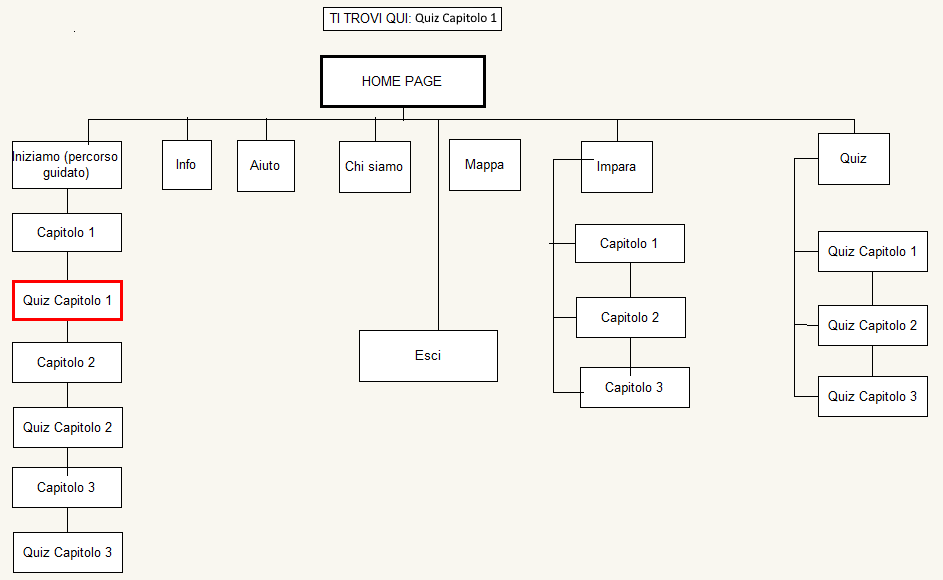 TI TROVI QUI: Quiz Capitolo 1
HOME PAGE
Iniziamo (percorso
guidato)
Info
Aiuto
Chi siamo
Mappa
Impara
Quiz
Capitolo 1
Quiz Capitolo 1
Capitolo 2
Quiz Capitolo 2
Capitolo 3
Quiz Capitolo 3
Esci
Capitolo 1
Capitolo 2
Capitolo 3
Quiz Capitolo 1
Quiz Capitolo 2
Quiz Capitolo 3